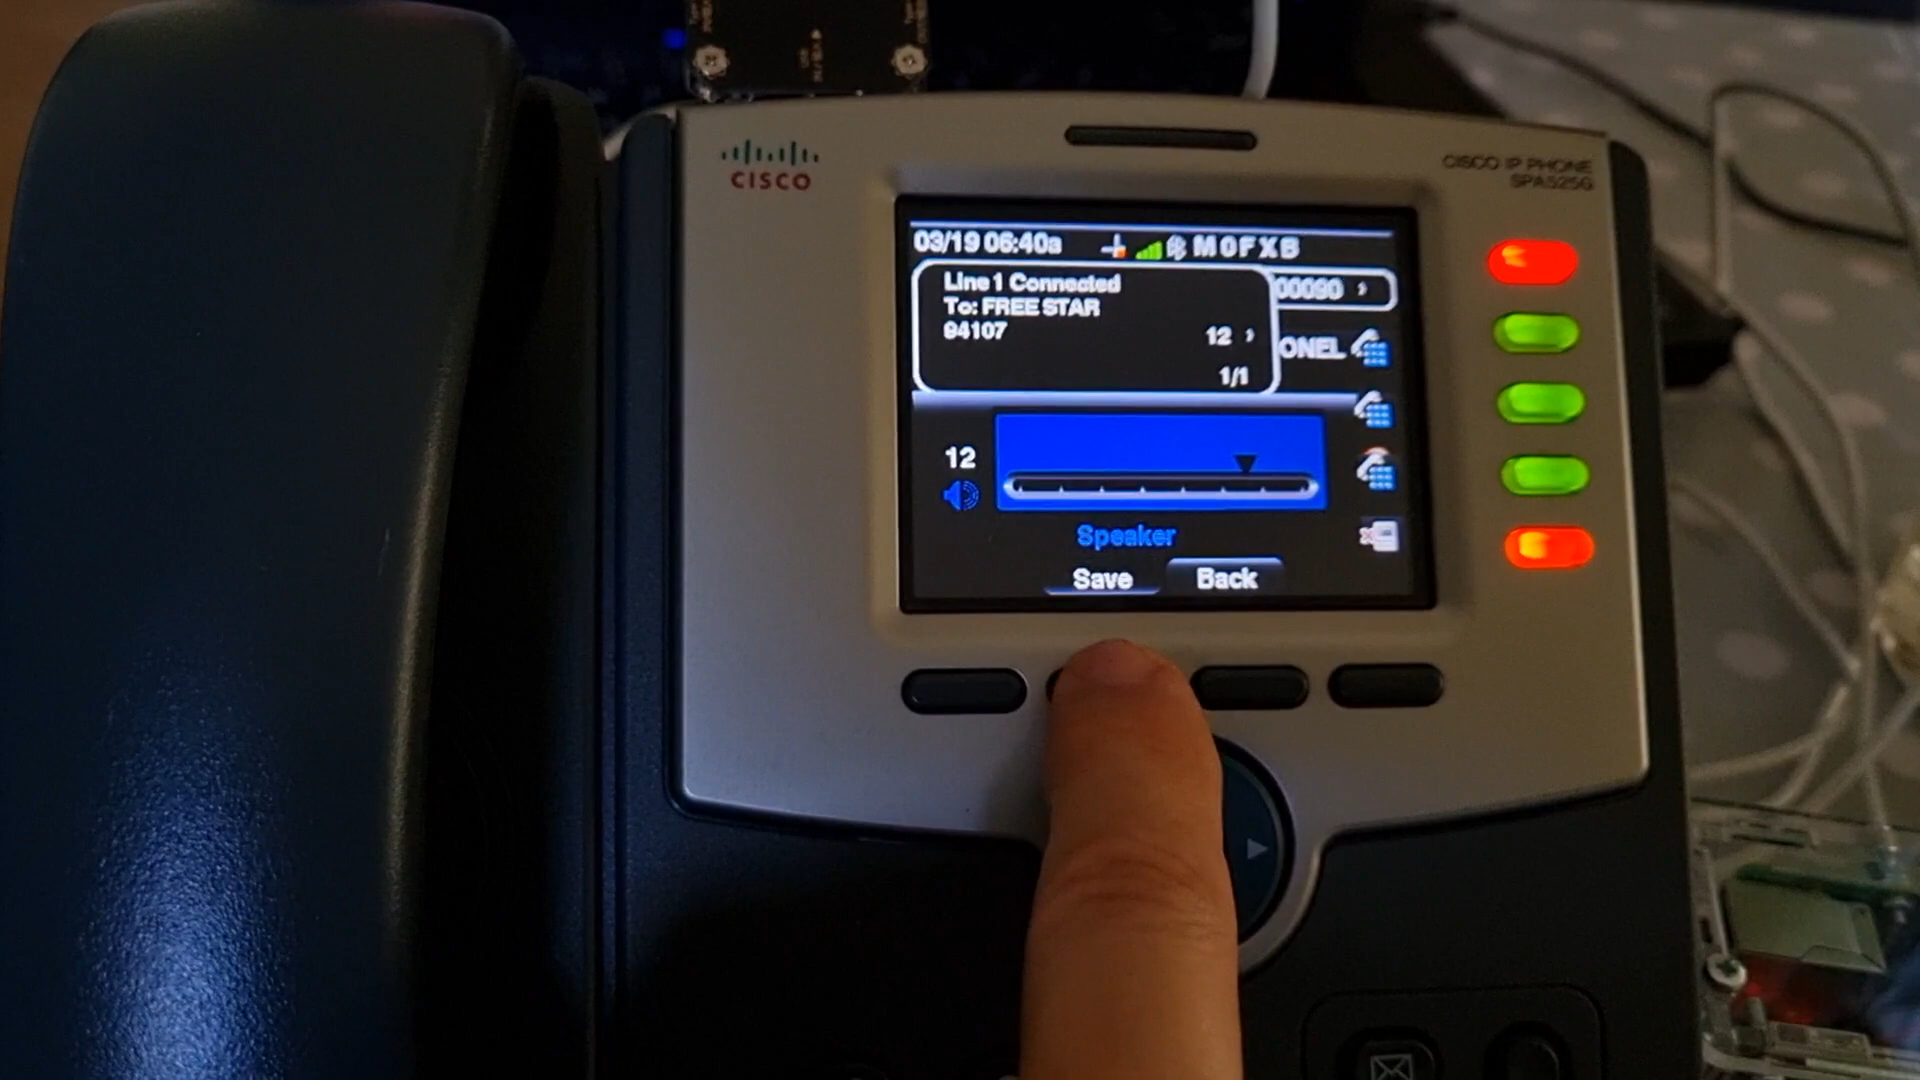 CISCO
CISCO IP PHONE
SPA525G
03/19 06:40a
M0FXB
Line 1 Connected
To: FREE STAR
94107
12
1/1
00090
ONEL
12
Speaker
Save
Back